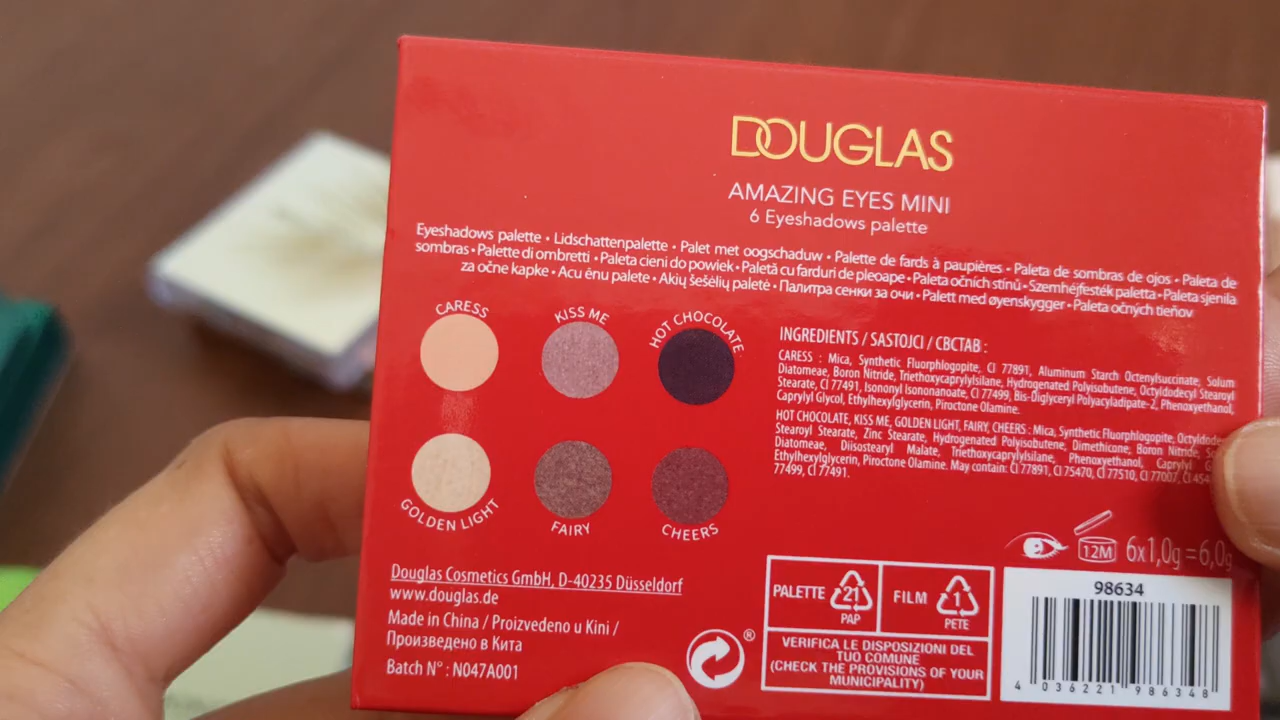 DOUGLAS
AMAZING EYES MINI
6 Eyeshadows palette
Eyeshadows palette • Lidschattenpalette • Palet met oogschaduw • Palette de fards à paupières • Paleta de sombras de ojos • Paleta de
sombras • Palette di ombretti • Paleta cieni do powiek • Paletă cu farduri de pleoape • Paleta očních stínů • Szemhéjfesték paletta • Paleta sjenila
za očne kapke • Acu ēnu palete • Akių šešėlių paletė • Палитра сенки за очи • Palett med øyenskygger • Paleta očných tieňov
CARESS
KISS ME
HOT CHOCOLATE
GOLDEN LIGHT
FAIRY
CHEERS
INGREDIENTS / SASTOJCI / СВСТАВ :
CARESS : Mica, Synthetic Fluorphlogopite, CI 77891, Aluminum Starch Octenylsuccinate, Solum
Diatomeae, Boron Nitride, Triethoxycaprylylsilane, Hydrogenated Polyisobutene, Octyldodecyl Stearoyl
Stearate, CI 77491, Isononyl Isononanoate, CI 77499, Bis-Diglyceryl Polyacyladipate-2, Phenoxyethanol,
Caprylyl Glycol, Ethylhexylglycerin, Piroctone Olamine.
HOT CHOCOLATE, KISS ME, GOLDEN LIGHT, FAIRY, CHEERS : Mica, Synthetic Fluorphlogopite,
Stearoyl Stearate, Zinc Stearate, Hydrogenated Polyisobutene, Dimethicone, Boron Nitride,
Diatomeae, Diisostearyl Malate, Triethoxycaprylylsilane, Phenoxyethanol, Caprylyl
Ethylhexylglycerin, Piroctone Olamine. May contain: CI 77891, CI 75470, CI 77510, CI 77007,
77499, CI 77491.
12M
6x1,0g = 6,0g
Douglas Cosmetics GmbH, D-40235 Düsseldorf
www.douglas.de
Made in China / Proizvedeno u Kini /
Произведено в Кита
Batch N° : N047A001
®
PALETTE 21 PAP
FILM 1 PETE
VERIFICA LE DISPOSIZIONI DEL
TUO COMUNE
(CHECK THE PROVISIONS OF YOUR
MUNICIPALITY)
98634
4 036221 986348